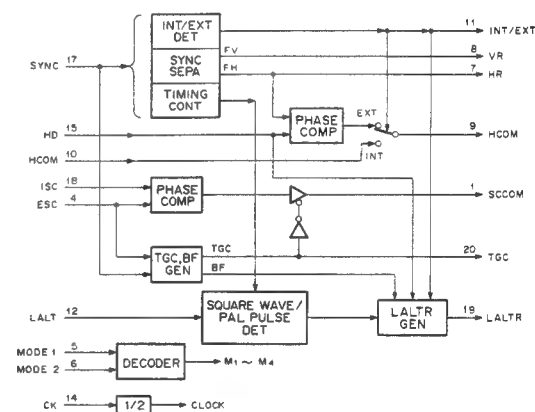 INT/EXT
DET
11 INT/EXT
FV
8 VR
SYNC 17
SYNC
SEPA
FH
7 HR
TIMING
CONT
EXT
PHASE
COMP
HD 15
9 HCOM
HCOM 10
INT
ISC 18
PHASE
COMP
1 SCCOM
ESC 4
TGC
20 TGC
TGC, BF
GEN
BF
SQUARE WAVE/
PAL PULSE
DET
LALT 12
LALTR
GEN
19 LALTR
MODE 1 5
MODE 2 6
DECODER
M1 ~ M4
CK 14
1/2
CLOCK